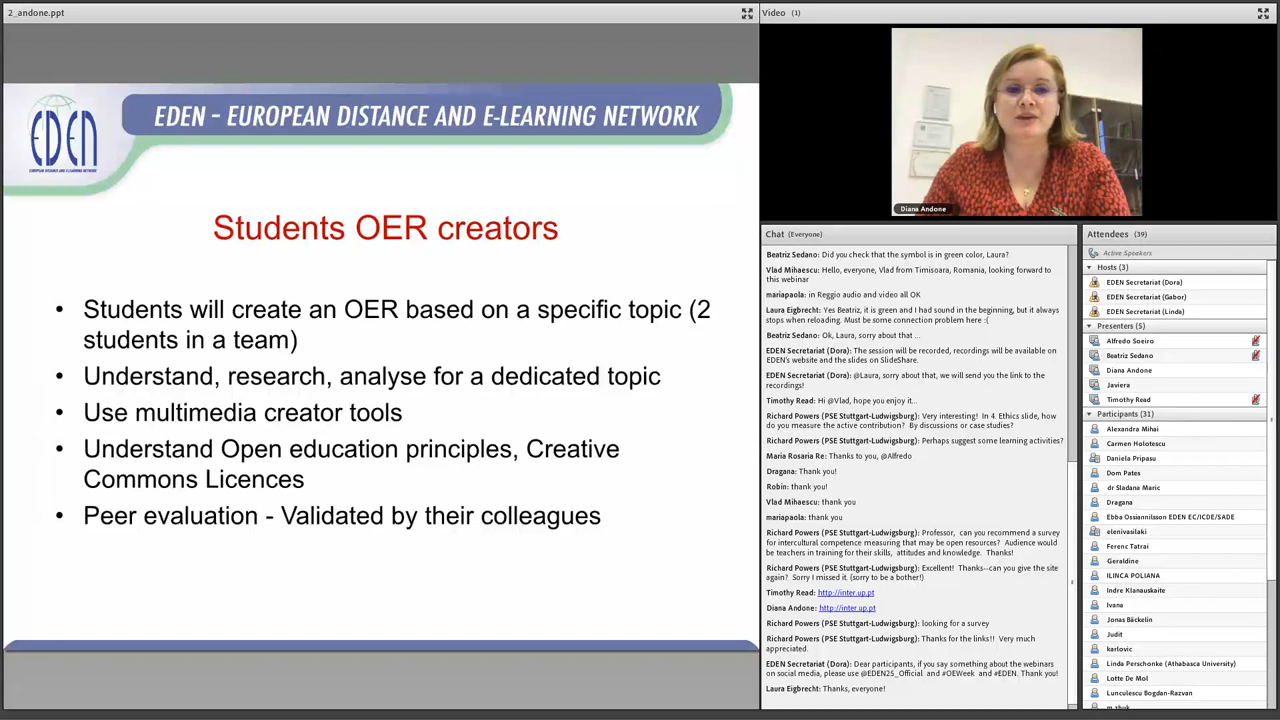 2_andone.ppt
EDEN
EUROPEAN DISTANCE AND E-LEARNING NETWORK
EDEN – EUROPEAN DISTANCE AND E-LEARNING NETWORK
Students OER creators
• Students will create an OER based on a specific topic (2
students in a team)
• Understand, research, analyse for a dedicated topic
• Use multimedia creator tools
• Understand Open education principles, Creative
Commons Licences
• Peer evaluation - Validated by their colleagues
Video (1)
Diana Andone
Chat (Everyone)
Beatriz Sedano: Did you check that the symbol is in green color, Laura?
Vlad Mihaescu: Hello, everyone, Vlad from Timisoara, Romania, looking forward to
this webinar
mariapaola: in Reggio audio and video all OK
Laura Eigbrecht: Yes Beatriz, it is green and I had sound in the beginning, but it always
stops when reloading. Must be some connection problem here :(
Beatriz Sedano: Ok, Laura, sorry about that ...
EDEN Secretariat (Dora): The session will be recorded, recordings will be available on
EDEN's website and the slides on SlideShare.
EDEN Secretariat (Dora): @Laura, sorry about that, we will send you the link to the
recordings!
Timothy Read: Hi @Vlad, hope you enjoy it...
Richard Powers (PSE Stuttgart-Ludwigsburg): Very interesting! In 4. Ethics slide, how
do you measure the active contribution? By discussions or case studies?
Richard Powers (PSE Stuttgart-Ludwigsburg): Perhaps suggest some learning activities?
Maria Rosaria Re: Thanks to you, @Alfredo
Dragana: Thank you!
Robin: thank you!
Vlad Mihaescu: thank you
mariapaola: thank you
Richard Powers (PSE Stuttgart-Ludwigsburg): Professor, can you recommend a survey
for intercultural competence measuring that may be open resources? Audience would
be teachers in training for their skills, attitudes and knowledge. Thanks!
Richard Powers (PSE Stuttgart-Ludwigsburg): Excellent! Thanks--can you give the site
again? Sorry I missed it. (sorry to be a bother!)
Timothy Read: http://inter.up.pt
Diana Andone: http://inter.up.pt
Richard Powers (PSE Stuttgart-Ludwigsburg): looking for a survey
Richard Powers (PSE Stuttgart-Ludwigsburg): Thanks for the links!! Very much
appreciated.
EDEN Secretariat (Dora): Dear participants, if you say something about the webinars
on social media, please use @EDEN25_Official and #OEWeek and #EDEN. Thank you!
Laura Eigbrecht: Thanks, everyone!
Attendees (39)
Active Speakers
Hosts (3)
EDEN Secretariat (Dora)
EDEN Secretariat (Gabor)
EDEN Secretariat (Linda)
Presenters (5)
Alfredo Soeiro
Beatriz Sedano
Diana Andone
Javiera
Timothy Read
Participants (31)
Alexandra Mihai
Carmen Holotescu
Daniela Pripasu
Dom Pates
dr Sladana Maric
Dragana
Ebba Ossiannilsson EDEN EC/ICDE/SADE
elenivasilaki
Ferenc Tatrai
Geraldine
ILINCA POLIANA
Indre Klanauskaite
Ivana
Jonas Bäckelin
Judit
karlovic
Linda Perschonke (Athabasca University)
Lotte De Mol
Lunculescu Bogdan-Razvan